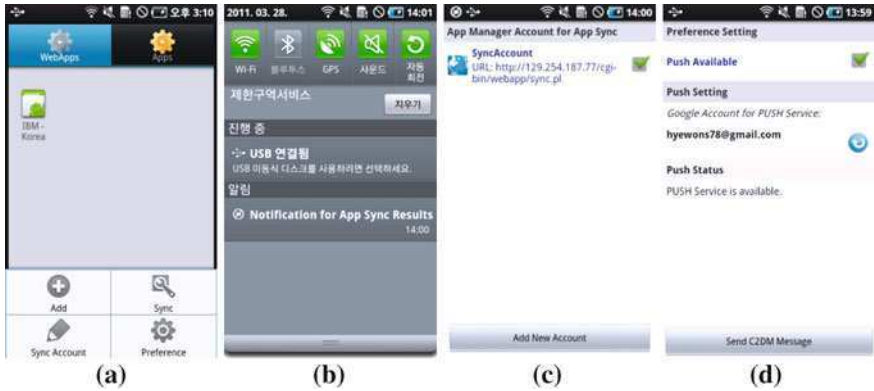 오후 3:10
WebApps
Apps
IBM -
Korea
Add
Sync
Sync Account
Preference
(a)
2011. 03. 28.
14:01
Wi-Fi
블루투스
GPS
사운드
자동
회전
제한구역서비스
지우기
진행 중
USB 연결됨
USB 이동식 디스크를 사용하려면 선택하세요.
알림
Notification for App Sync Results
14:00
(b)
14:00
App Manager Account for App Sync
SyncAccount
URL: http://129.254.187.77/cgi-
bin/webapp/sync.pl
Add New Account
(c)
13:59
Preference Setting
Push Available
Push Setting
Google Account for PUSH Service:
hyewons78@gmail.com
Push Status
PUSH Service is available.
Send C2DM Message
(d)